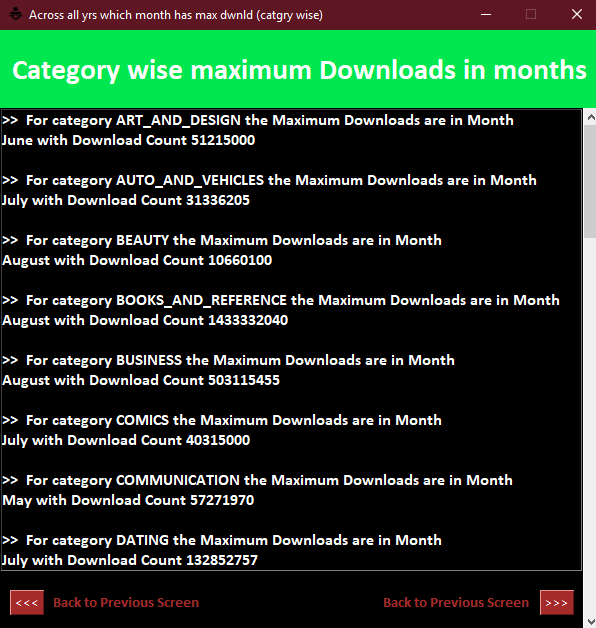 Across all yrs which month has max dwnld (catgry wise)
Category wise maximum Downloads in months
>> For category ART_AND_DESIGN the Maximum Downloads are in Month
June with Download Count 51215000
>> For category AUTO_AND_VEHICLES the Maximum Downloads are in Month
July with Download Count 31336205
>> For category BEAUTY the Maximum Downloads are in Month
August with Download Count 10660100
>> For category BOOKS_AND_REFERENCE the Maximum Downloads are in Month
August with Download Count 1433332040
>> For category BUSINESS the Maximum Downloads are in Month
August with Download Count 503115455
>> For category COMICS the Maximum Downloads are in Month
July with Download Count 40315000
>> For category COMMUNICATION the Maximum Downloads are in Month
May with Download Count 57271970
>> For category DATING the Maximum Downloads are in Month
July with Download Count 132852757
<<< Back to Previous Screen Back to Previous Screen >>>